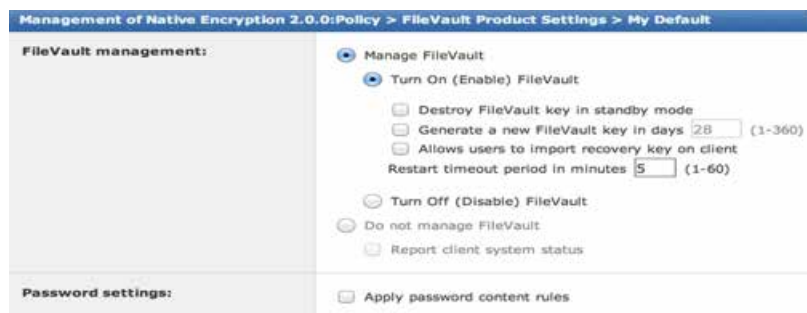 Management of Native Encryption 2.0.0:Policy > FileVault Product Settings > My Default
FileVault management:
Manage FileVault
Turn On (Enable) FileVault
Destroy FileVault key in standby mode
Generate a new FileVault key in days 28 (1-360)
Allows users to import recovery key on client
Restart timeout period in minutes 5 (1-60)
Turn Off (Disable) FileVault
Do not manage FileVault
Report client system status
Password settings:
Apply password content rules